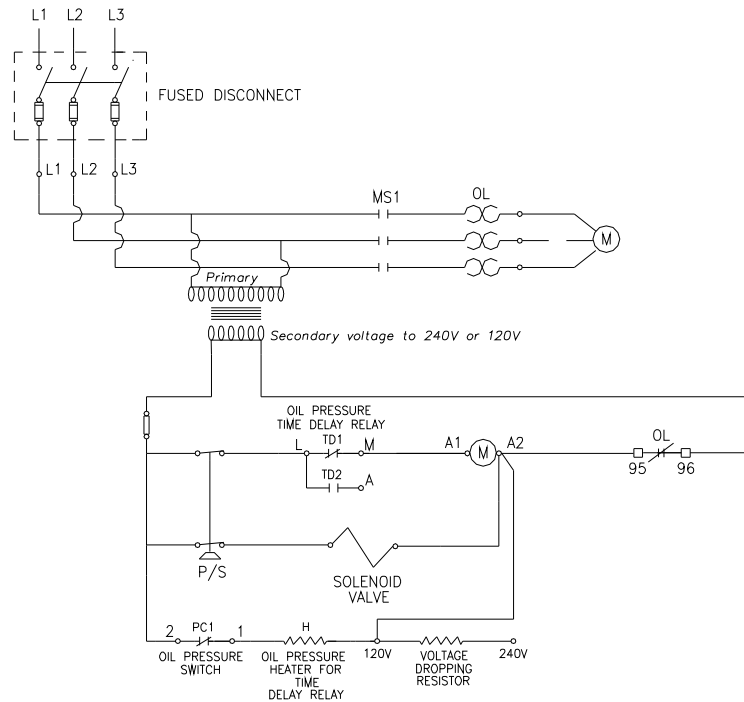 L1 L2 L3
FUSED DISCONNECT
L1 L2 L3
MS1 OL
M
Primary
Secondary voltage to 240V or 120V
OIL PRESSURE
TIME DELAY RELAY
L TD1 M A1 M A2 OL
95 96
TD2 A
P/S
SOLENOID
VALVE
2 PC1 1 H
OIL PRESSURE
SWITCH
OIL PRESSURE
HEATER FOR
TIME
DELAY RELAY
120V
VOLTAGE
DROPPING
RESISTOR
240V